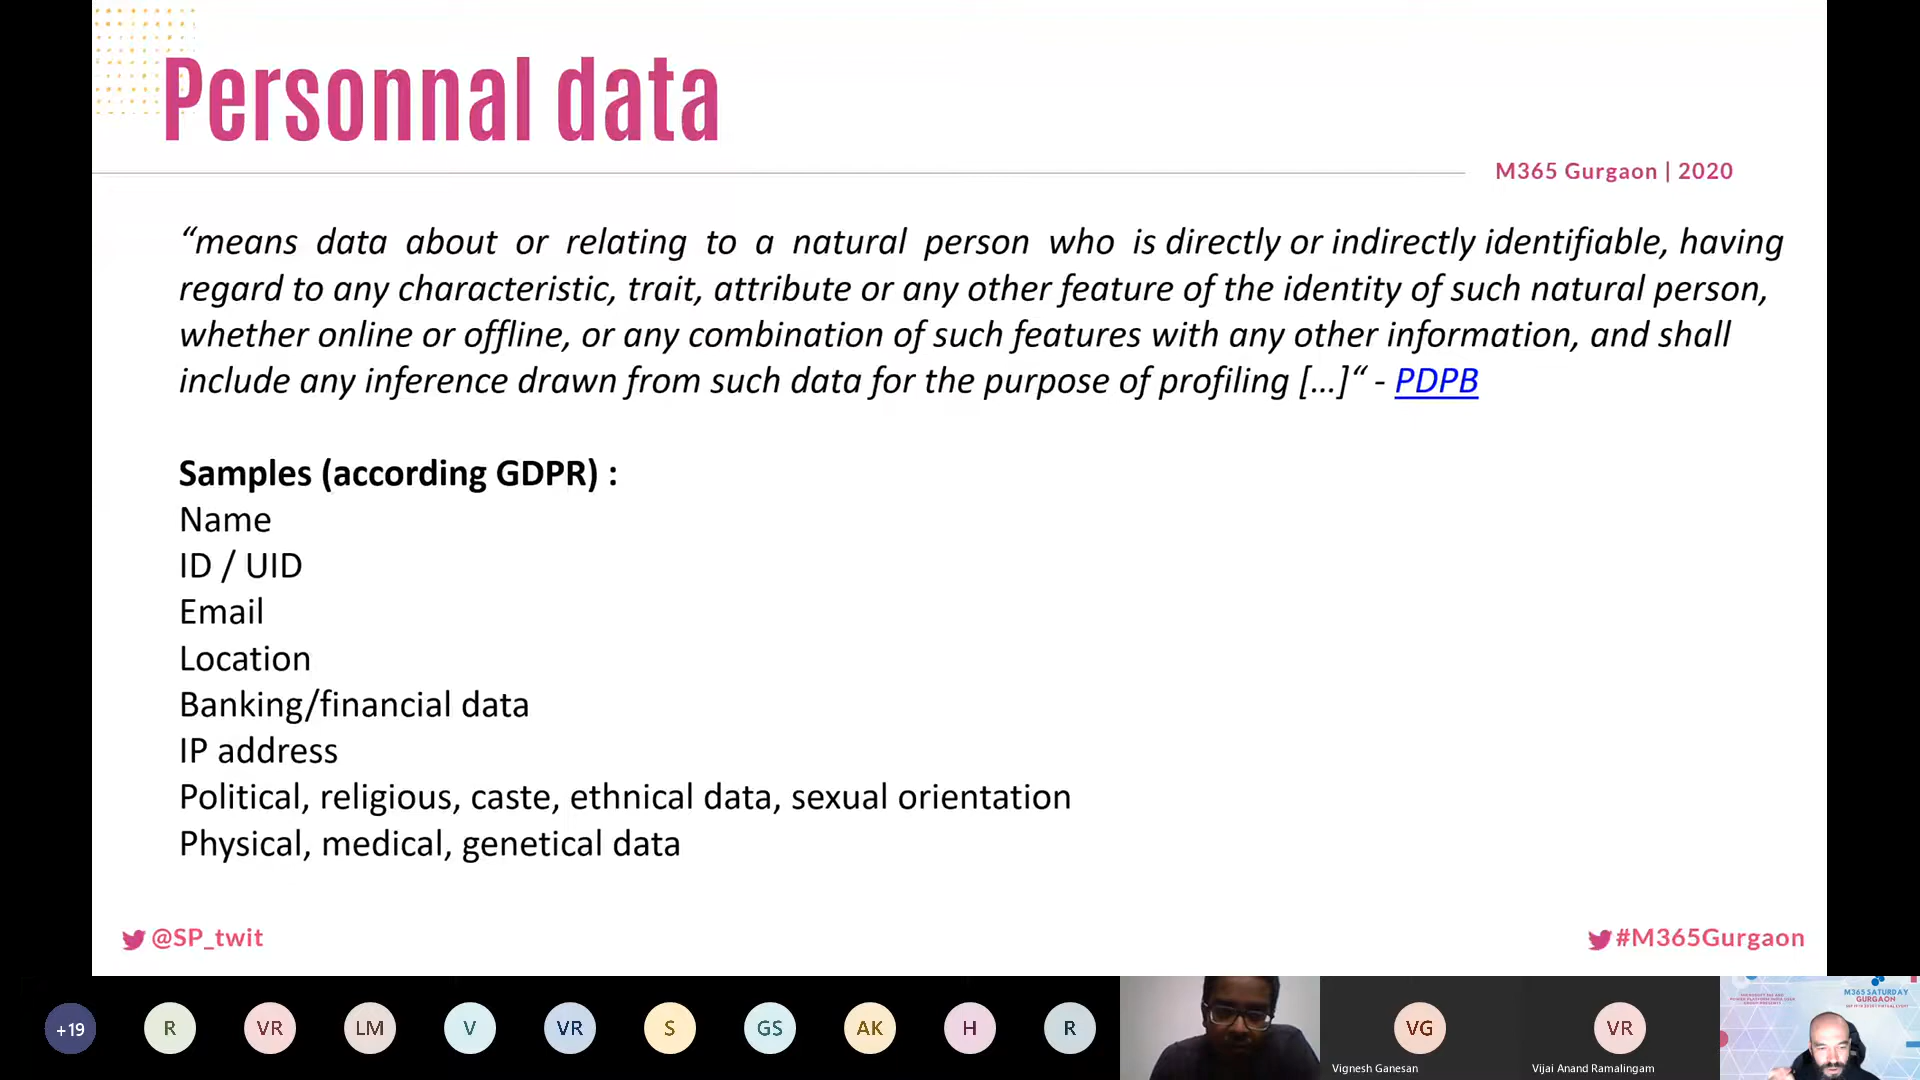 Personnal data
M365 Gurgaon | 2020
“means data about or relating to a natural person who is directly or indirectly identifiable, having
regard to any characteristic, trait, attribute or any other feature of the identity of such natural person,
whether online or offline, or any combination of such features with any other information, and shall
include any inference drawn from such data for the purpose of profiling [...]“ - PDPB
Samples (according GDPR) :
Name
ID / UID
Email
Location
Banking/financial data
IP address
Political, religious, caste, ethnical data, sexual orientation
Physical, medical, genetical data
@SP_twit
#M365Gurgaon
+19
R
VR
LM
V
VR
S
GS
AK
H
R
VG
Vignesh Ganesan
VR
Vijai Anand Ramalingam
M365 SATURDAY
GURGAON